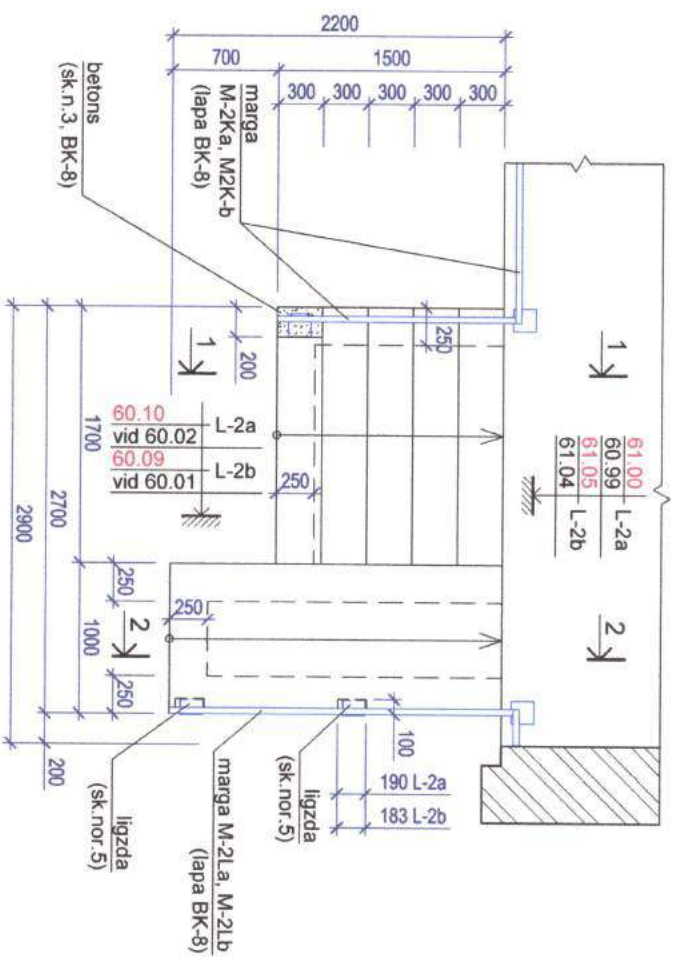 2200
700
1500
300
300
300
300
300
marga
M-2Ka, M2K-b
(lapa BK-8)
betons
(sk.n.3, BK-8)
1
1
250
200
60.10
vid 60.02
L-2a
60.09
vid 60.01
L-2b
250
61.00
60.99
L-2a
61.05
61.04
L-2b
2
2
1700
2700
2900
250
1000
250
250
200
100
190 L-2a
183 L-2b
ligzda
(sk.nor.5)
marga M-2La, M-2Lb
(lapa BK-8)
ligzda
(sk.nor.5)